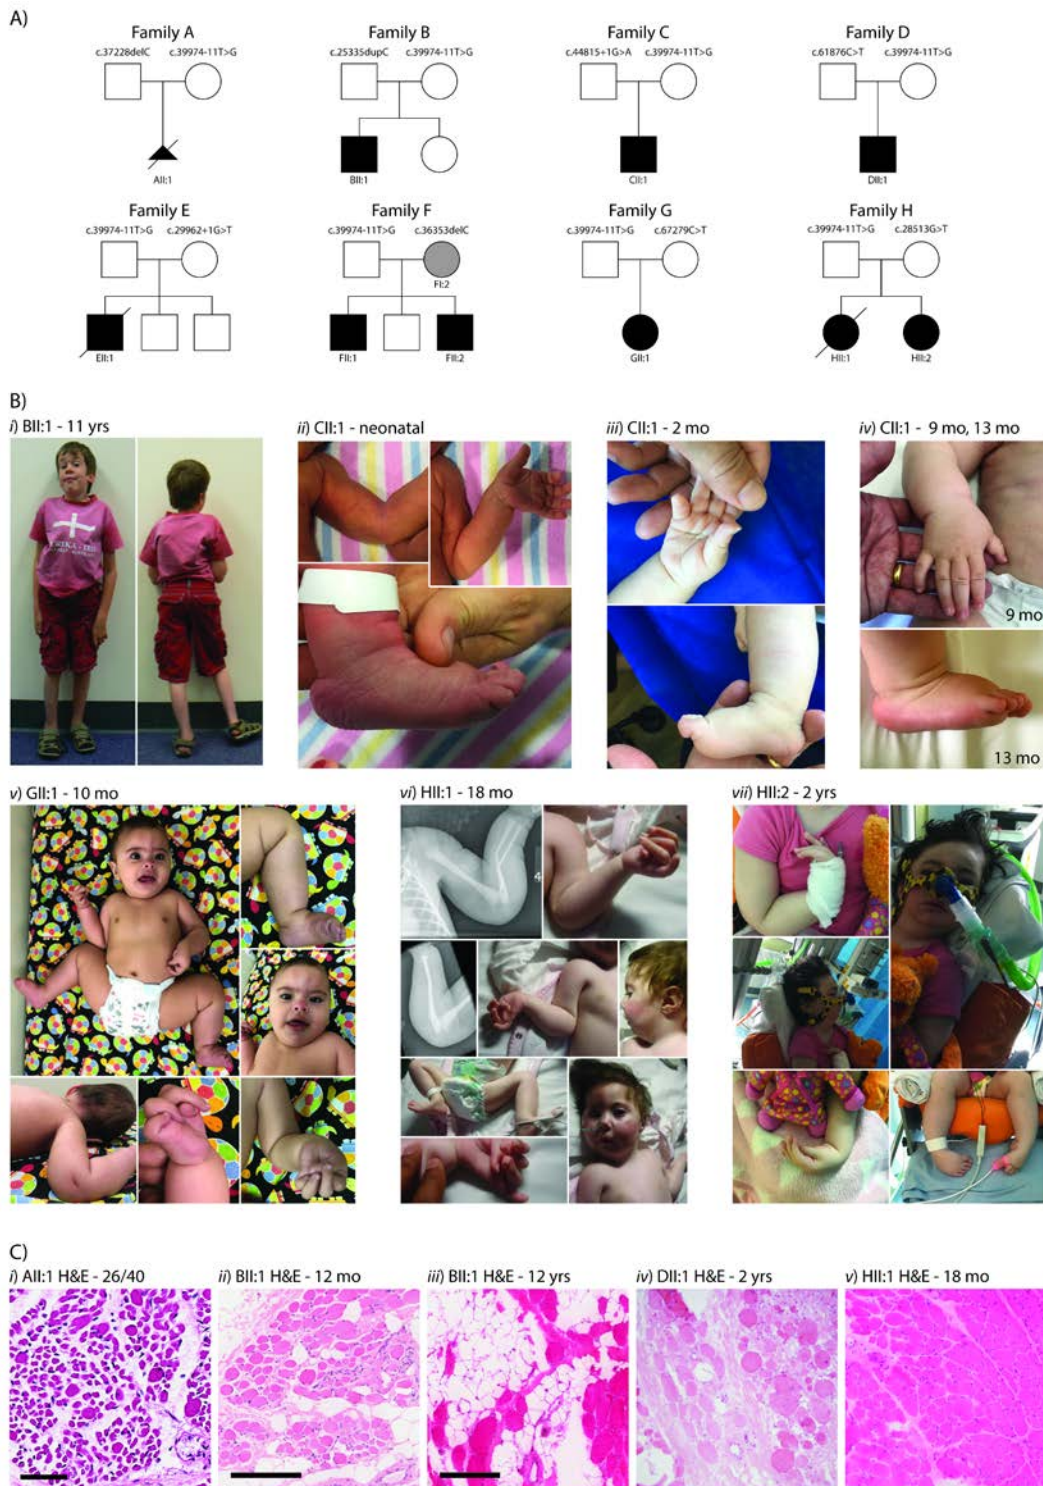 A)
Family A
c.37228delC c.39974-11T>G
AII:1
Family B
c.25335dupC c.39974-11T>G
BII:1
Family C
c.44815+1G>A c.39974-11T>G
CII:1
Family D
c.61876C>T c.39974-11T>G
DII:1
Family E
c.39974-11T>G c.29962+1G>T
EII:1
Family F
c.39974-11T>G c.36353delC
FI:2
FII:1 FII:2
Family G
c.39974-11T>G c.67279C>T
GII:1
Family H
c.39974-11T>G c.28513G>T
HII:1 HII:2
B)
i) BII:1 - 11 yrs
ii) CII:1 - neonatal
iii) CII:1 - 2 mo
iv) CII:1 - 9 mo, 13 mo
9 mo
13 mo
v) GII:1 - 10 mo
vi) HII:1 - 18 mo
4
vii) HII:2 - 2 yrs
C)
i) AII:1 H&E - 26/40
ii) BII:1 H&E - 12 mo
iii) BII:1 H&E - 12 yrs
iv) DII:1 H&E - 2 yrs
v) HII:1 H&E - 18 mo